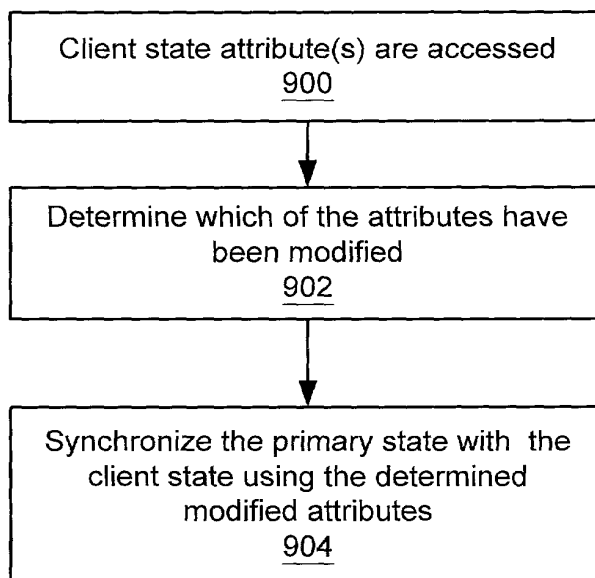 Client state attribute(s) are accessed
900
Determine which of the attributes have
been modified
902
Synchronize the primary state with the
client state using the determined
modified attributes
904